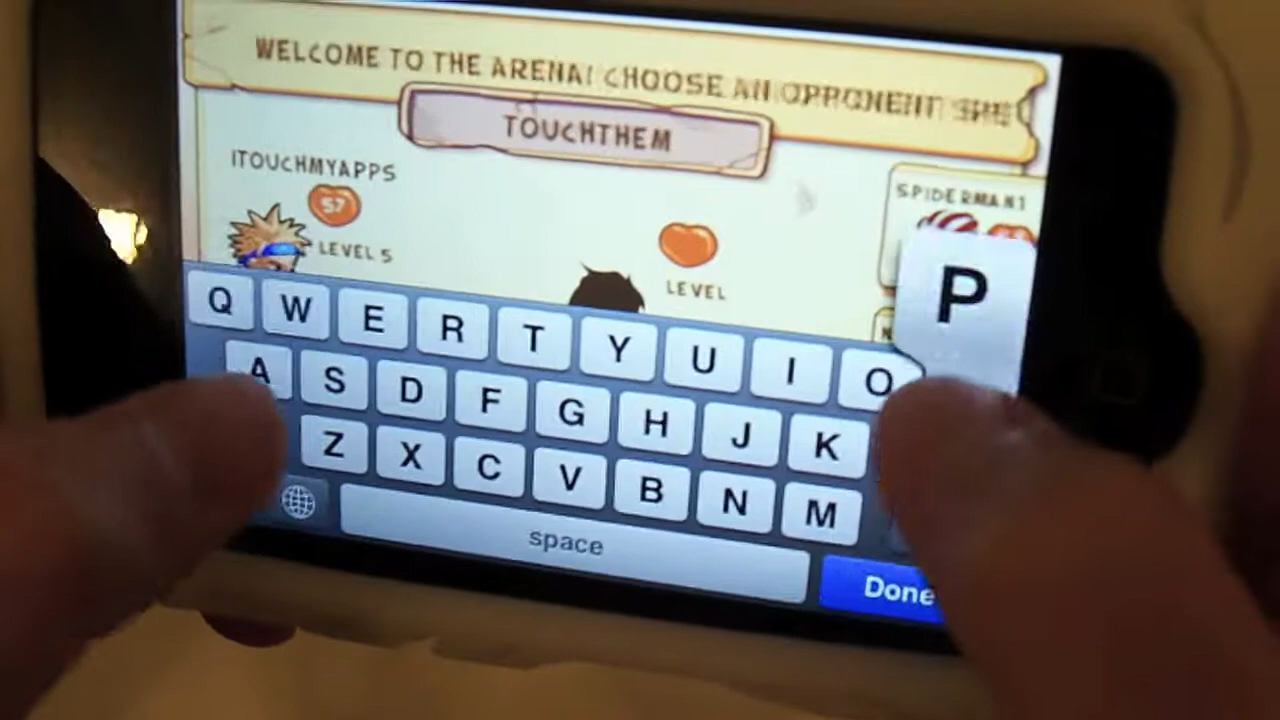 WELCOME TO THE ARENA! CHOOSE AN OPPONENT
TOUCHTHEM
ITOUCHMYAPPS
57
LEVEL 5
LEVEL
SPIDERMAN1
P
Q W E R T Y U I O
A S D F G H J K
Z X C V B N M
space
Done